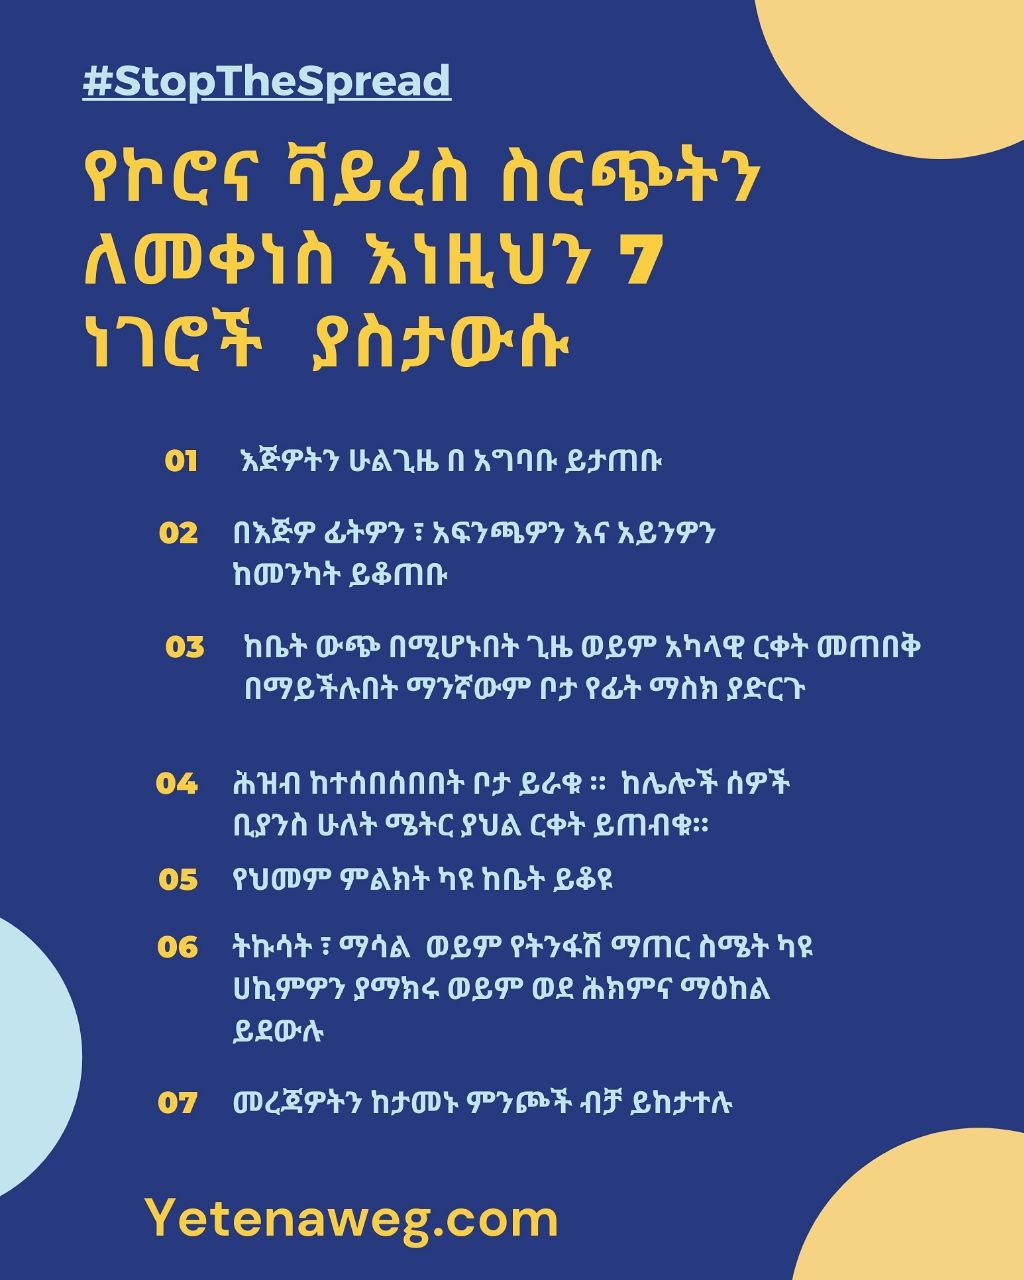 #StopTheSpread
የኮሮና ቫይረስ ስርጭትን
ለመቀነስ እነዚህን 7
ነገሮች ያስታውሱ
01 እጅዎትን ሁልጊዜ በ አግባቡ ይታጠቡ
02 በእጅዎ ፊትዎን ፣ አፍንጫዎን እና አይንዎን
ከመንካት ይቆጠቡ
03 ከቤት ውጭ በሚሆኑበት ጊዜ ወይም አካላዊ ርቀት መጠበቅ
በማይችሉበት ማንኛውም ቦታ የፊት ማስክ ያድርጉ
04 ሕዝብ ከተሰበሰበበት ቦታ ይራቁ ። ከሌሎች ሰዎች
ቢያንስ ሁለት ሜትር ያህል ርቀት ይጠብቁ።
05 የህመም ምልክት ካዩ ከቤት ይቆዩ
06 ትኩሳት ፣ ማሳል ወይም የትንፋሽ ማጠር ስሜት ካዩ
ሀኪምዎን ያማክሩ ወይም ወደ ሕክምና ማዕከል
ይደውሉ
07 መረጃዎትን ከታመኑ ምንጮች ብቻ ይከታተሉ
Yetenaweg.com